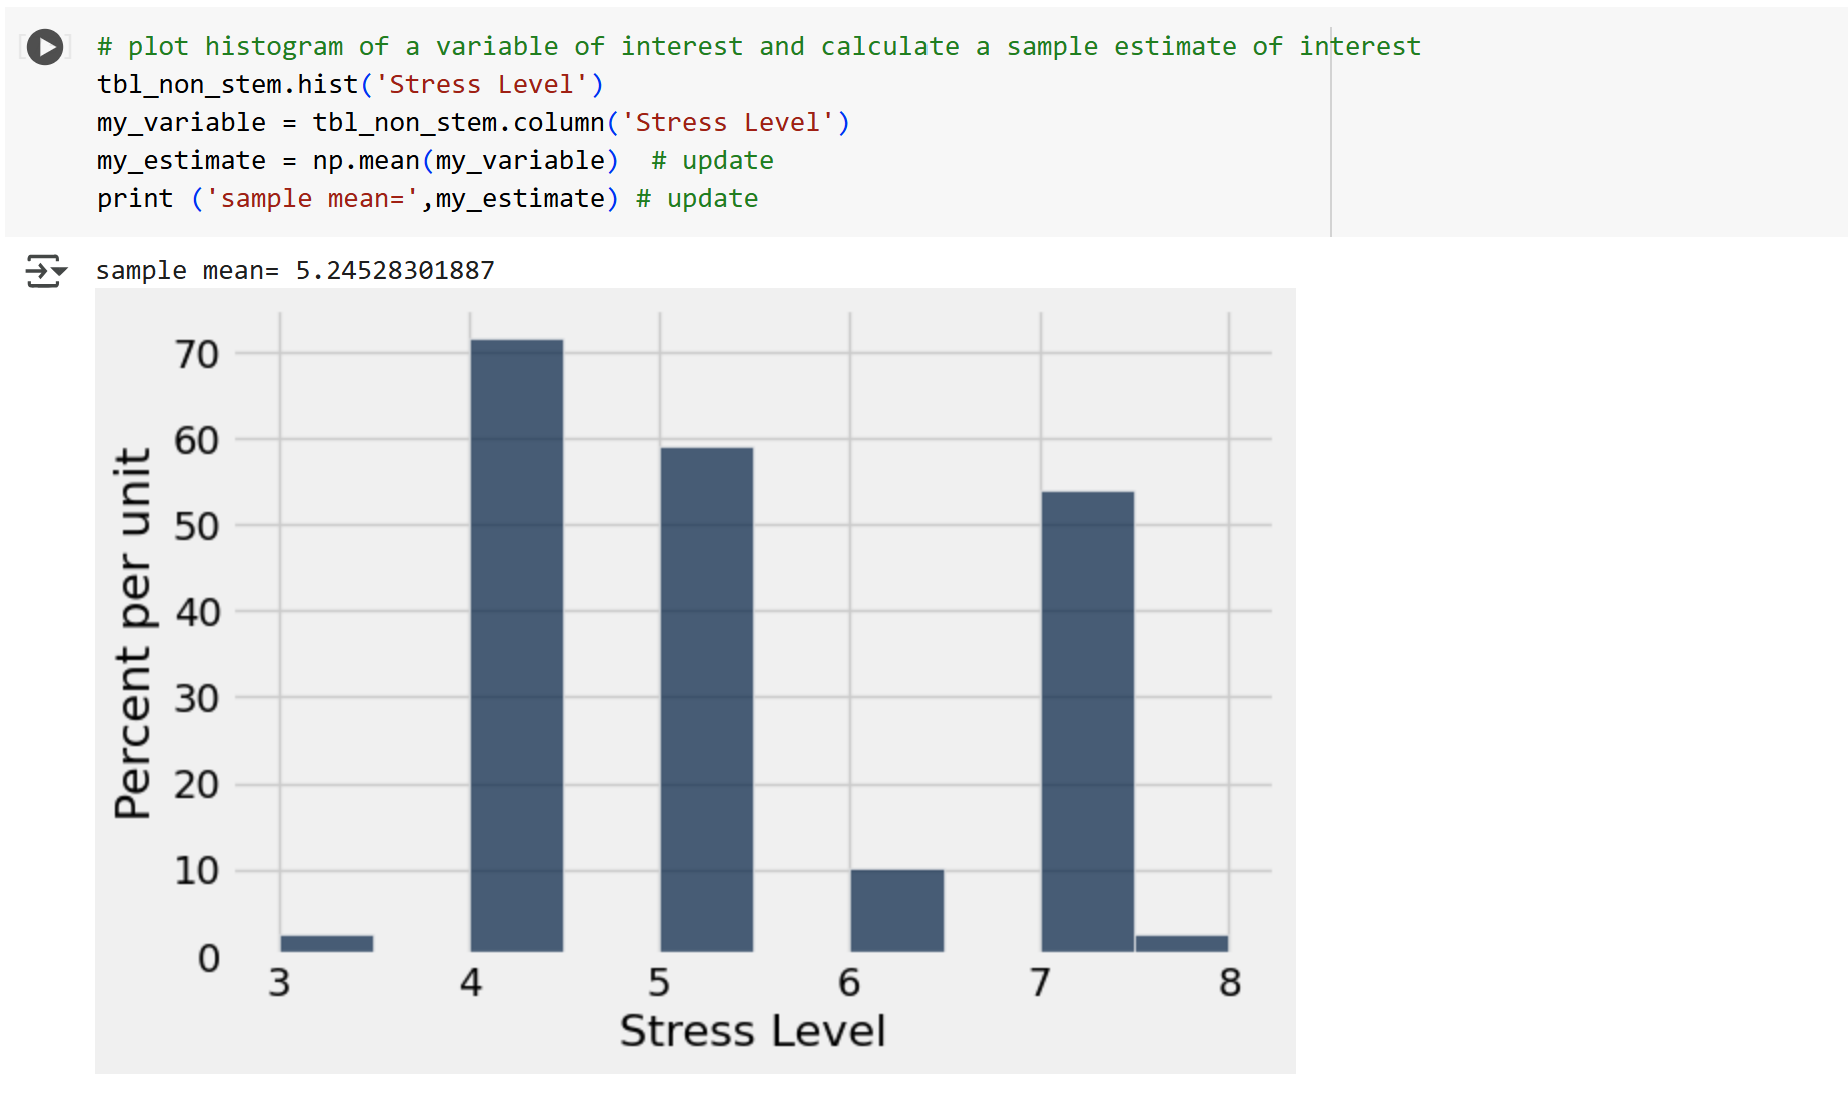 # plot histogram of a variable of interest and calculate a sample estimate of interest
tbl_non_stem.hist('Stress Level')
my_variable = tbl_non_stem.column('Stress Level')
my_estimate = np.mean(my_variable)  # update
print ('sample mean=',my_estimate) # update
sample mean= 5.24528301887
70
60
50
40
30
20
10
0
Percent per unit
3 4 5 6 7 8
Stress Level